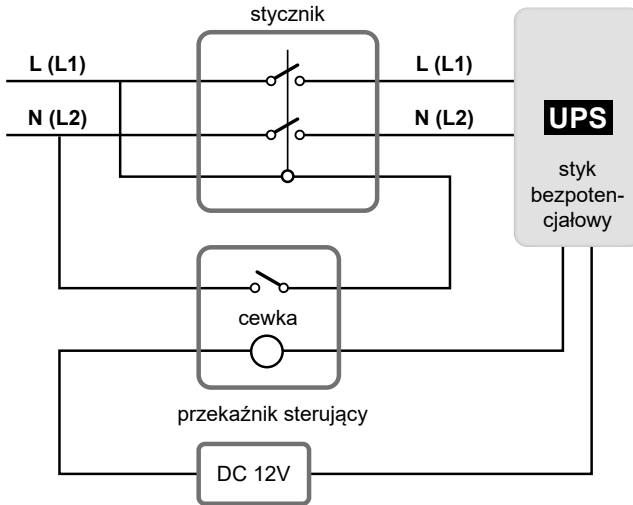 stycznik
L (L1)
L (L1)
N (L2)
N (L2)
UPS
styk
bezpoten-
cjałowy
cewka
przekaźnik sterujący
DC 12V